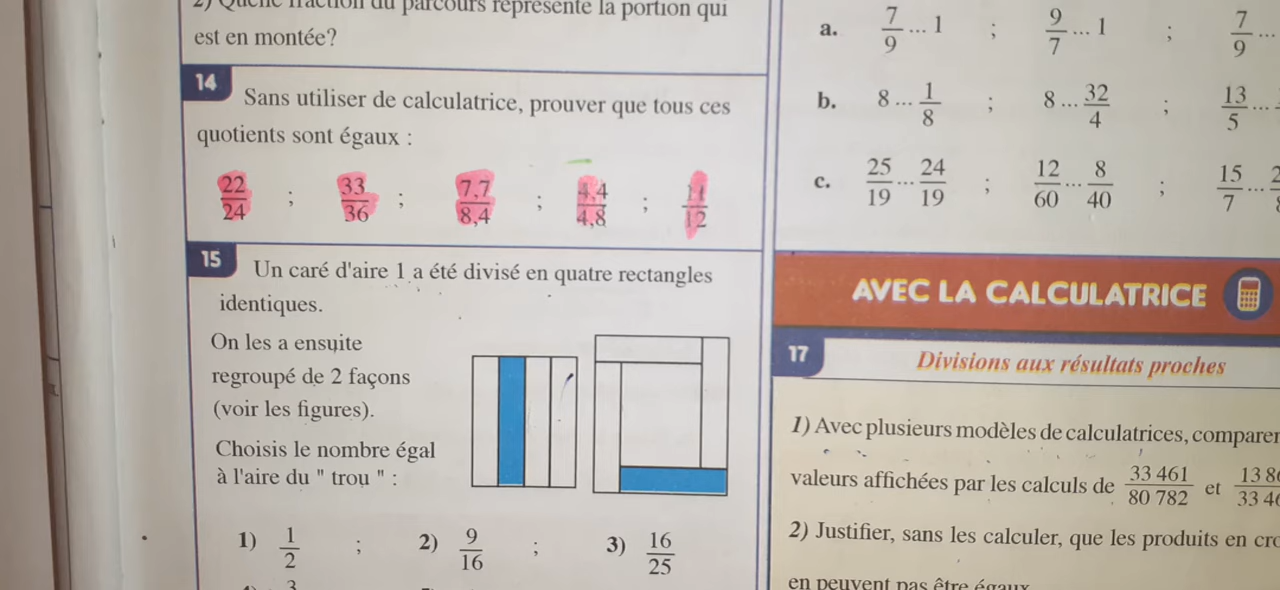 2) Quelle fraction du parcours représente la portion qui
est en montée?
14
Sans utiliser de calculatrice, prouver que tous ces
quotients sont égaux :
22/24 ; 33/36 ; 7,7/8,4 ; 4,4/4,8 ; 11/12
15
Un caré d'aire 1 a été divisé en quatre rectangles
identiques.
On les a ensuite
regroupé de 2 façons
(voir les figures).
Choisis le nombre égal
à l'aire du " trou " :
1) 1/2 ; 2) 9/16 ; 3) 16/25
3
a. 7/9 ... 1 ; 9/7 ... 1 ; 7/9 ...
b. 8 ... 1/8 ; 8 ... 32/4 ; 13/5 ...
c. 25/19 ... 24/19 ; 12/60 ... 8/40 ; 15/7 ...
AVEC LA CALCULATRICE
17
Divisions aux résultats proches
1) Avec plusieurs modèles de calculatrices, comparer
valeurs affichées par les calculs de 33 461/80 782 et
2) Justifier, sans les calculer, que les produits en
en peuvent pas être égaux